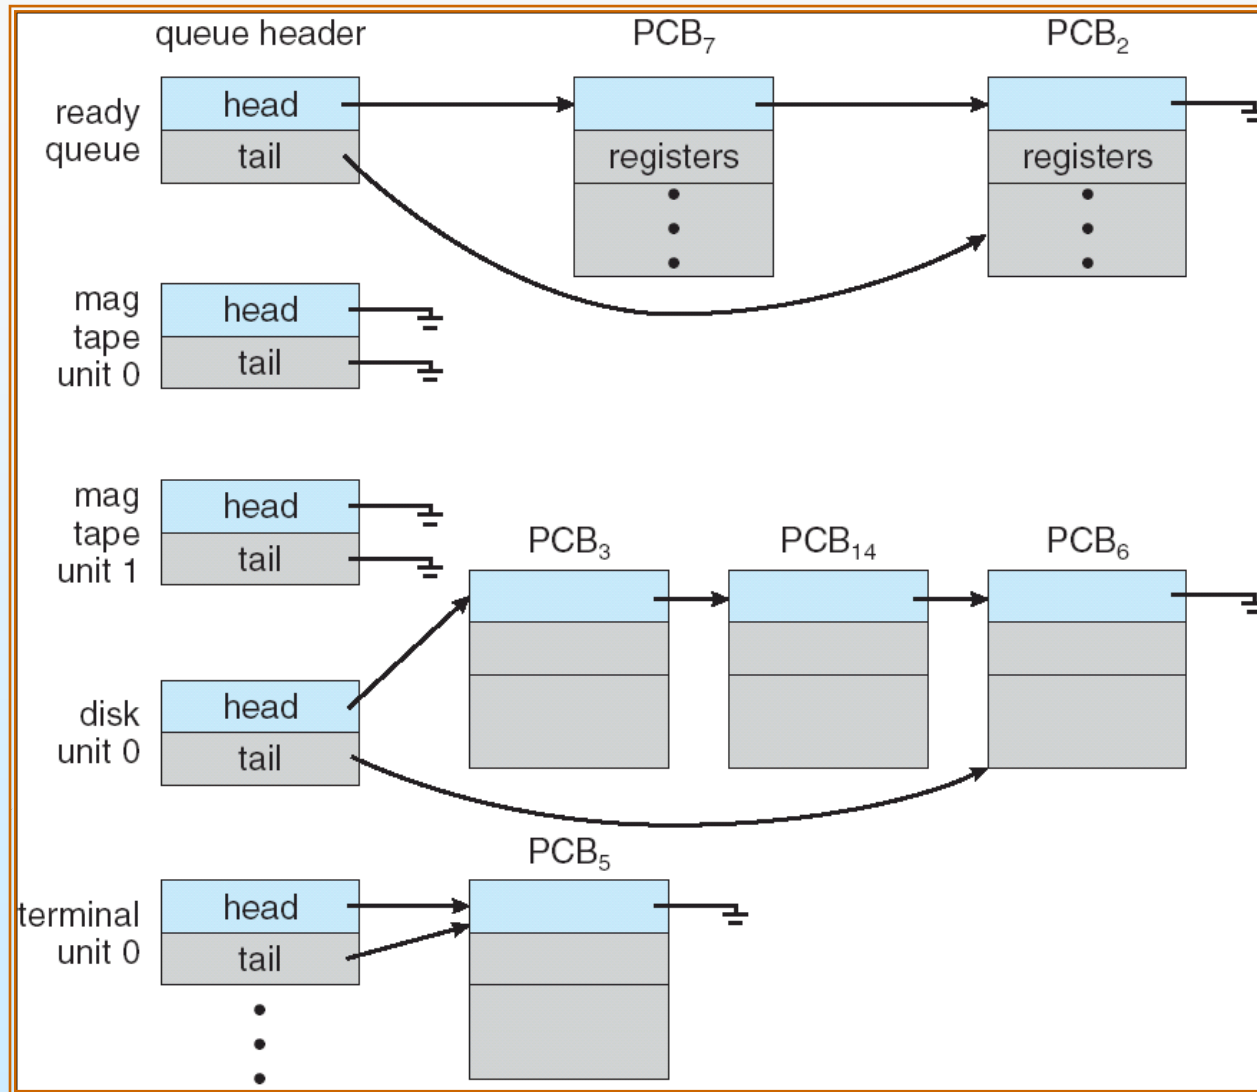 queue header
PCB₇
PCB₂
ready
queue
head
tail
registers
registers
mag
tape
unit 0
head
tail
mag
tape
unit 1
head
tail
PCB₃
PCB₁₄
PCB₆
disk
unit 0
head
tail
PCB₅
terminal
unit 0
head
tail